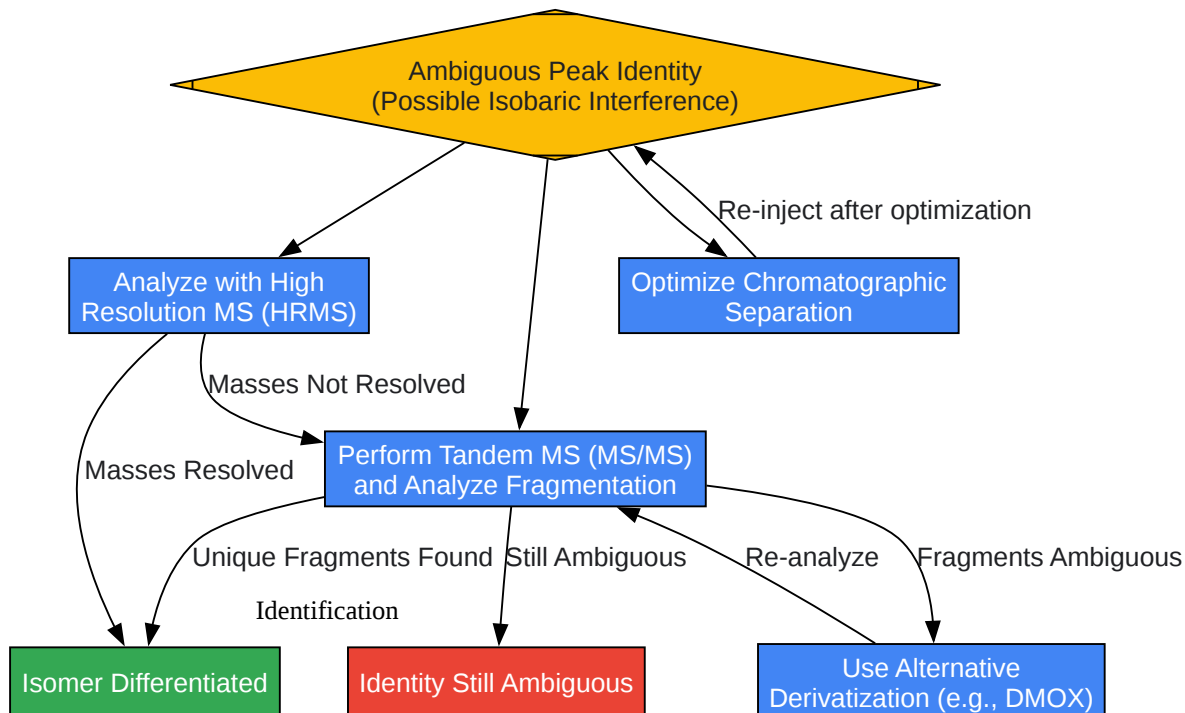 Ambiguous Peak Identity
(Possible Isobaric Interference)
Re-inject after optimization
Analyze with High
Resolution MS (HRMS)
Optimize Chromatographic
Separation
Masses Not Resolved
Masses Resolved
Perform Tandem MS (MS/MS)
and Analyze Fragmentation
Unique Fragments Found
Still Ambiguous
Re-analyze
Fragments Ambiguous
Identification
Isomer Differentiated
Identity Still Ambiguous
Use Alternative
Derivatization (e.g., DMOX)